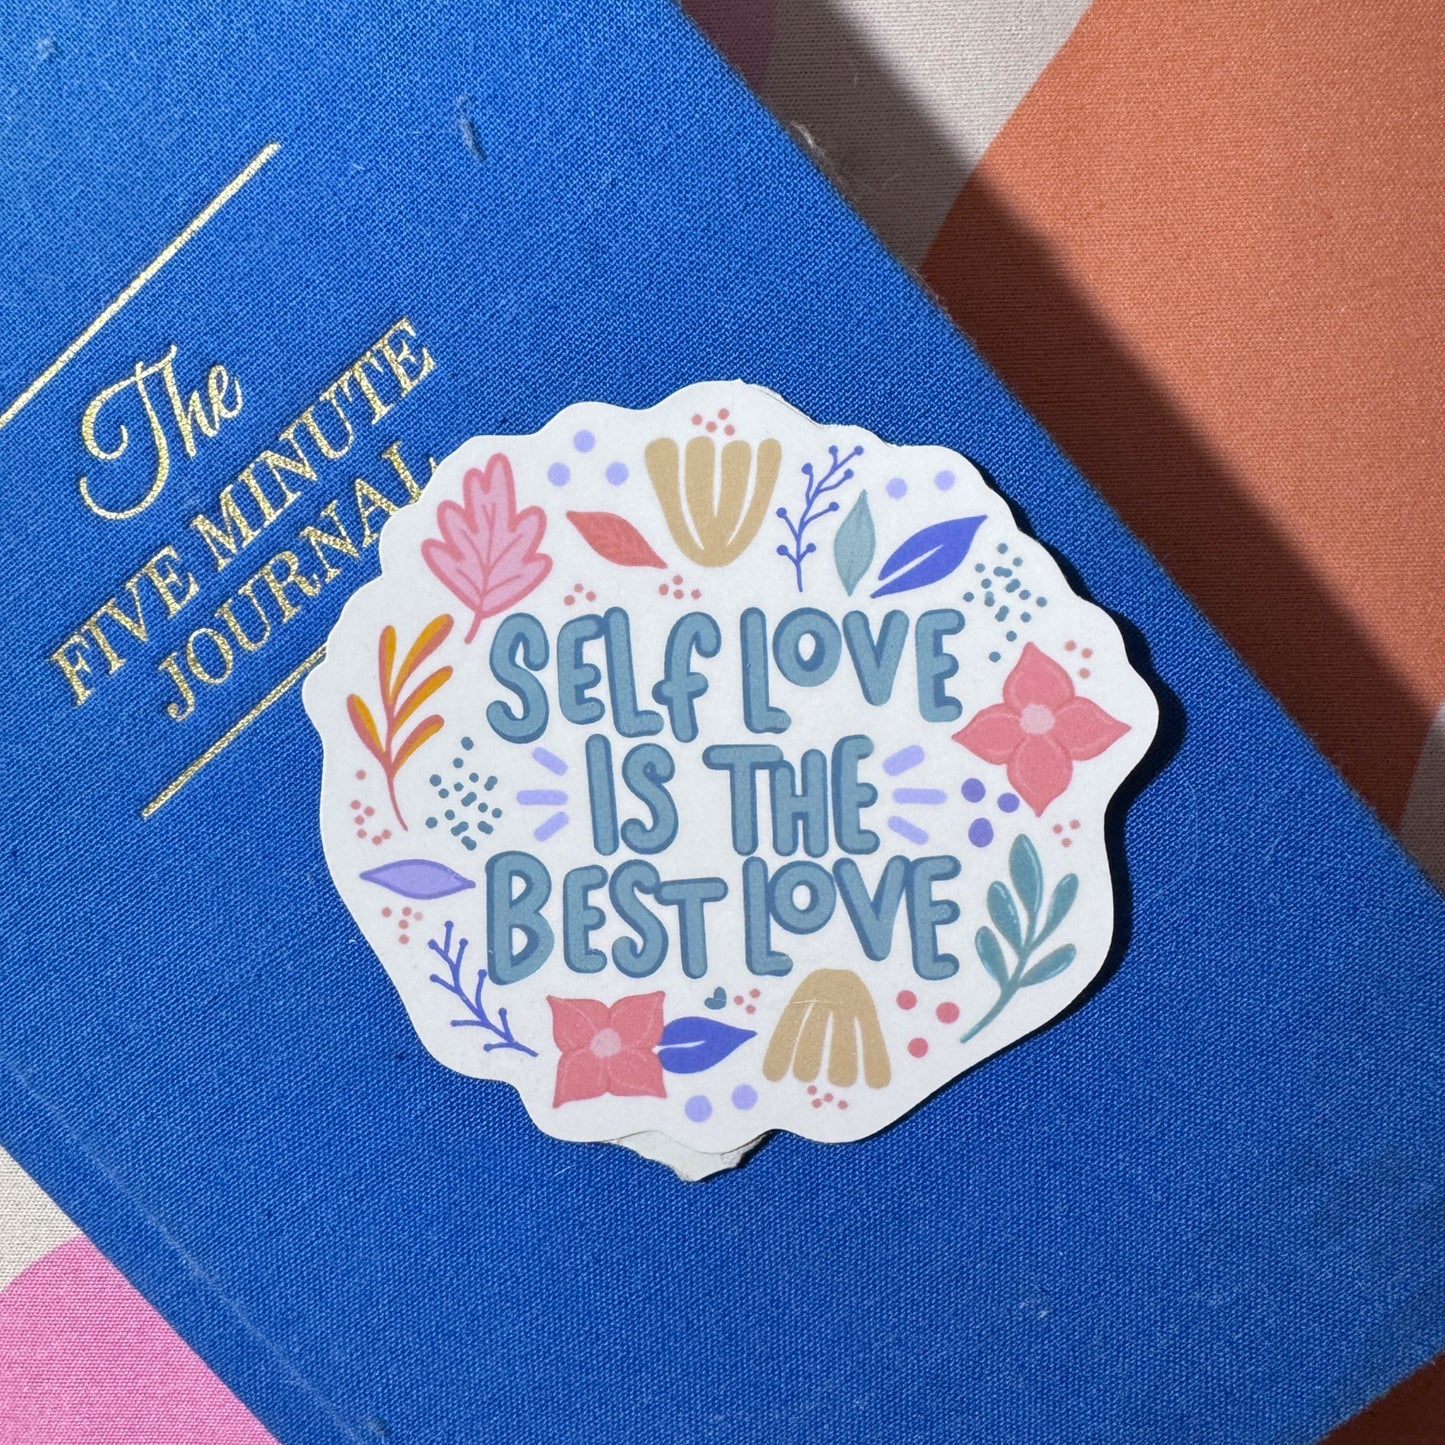 The
FIVE MINUTE
JOURNAL
SELF LOVE
IS THE
BEST LOVE